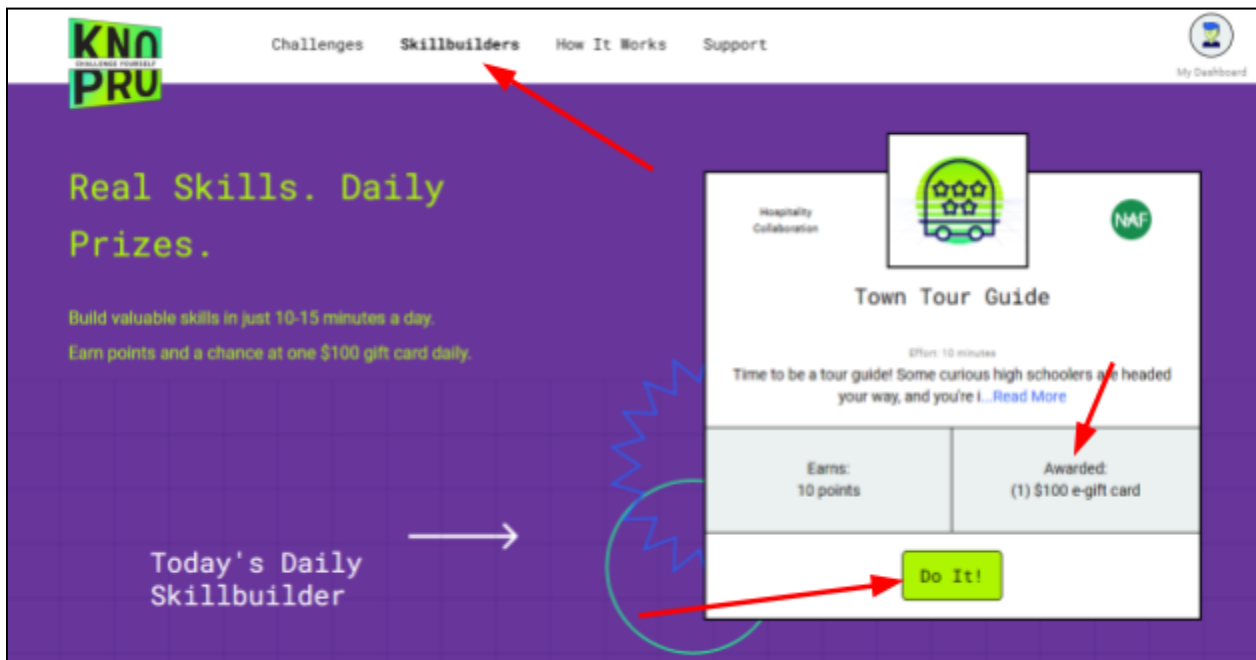 KNO
CHALLENGE YOURSELF
PRU
Challenges
Skillbuilders
How It Works
Support
My Dashboard
Real Skills. Daily
Prizes.
Build valuable skills in just 10-15 minutes a day.
Earn points and a chance at one $100 gift card daily.
Today's Daily
Skillbuilder
Hospitality
Collaboration
NAF
Town Tour Guide
Effort: 10 minutes
Time to be a tour guide! Some curious high schoolers are headed
your way, and you're i...Read More
Earns:
10 points
Awarded:
(1) $100 e-gift card
Do It!